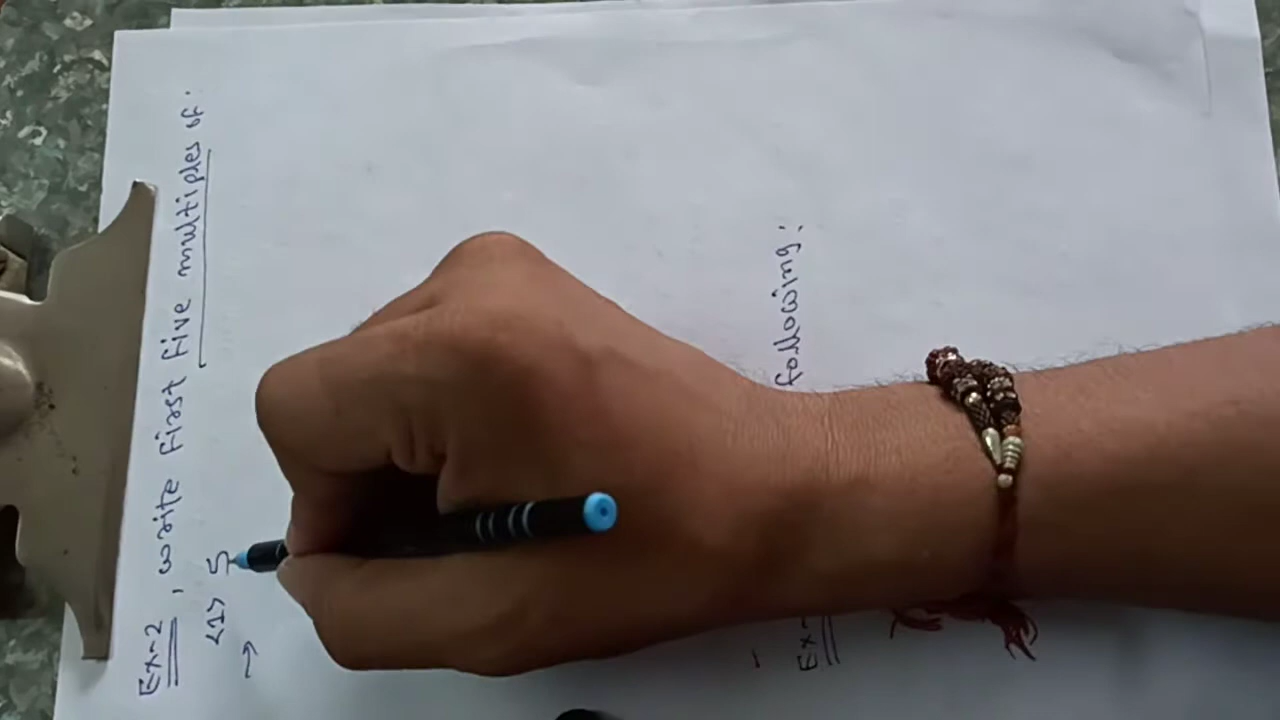 Ex-2, write first five multiples of.
<1> 5
→
Ex-
following: